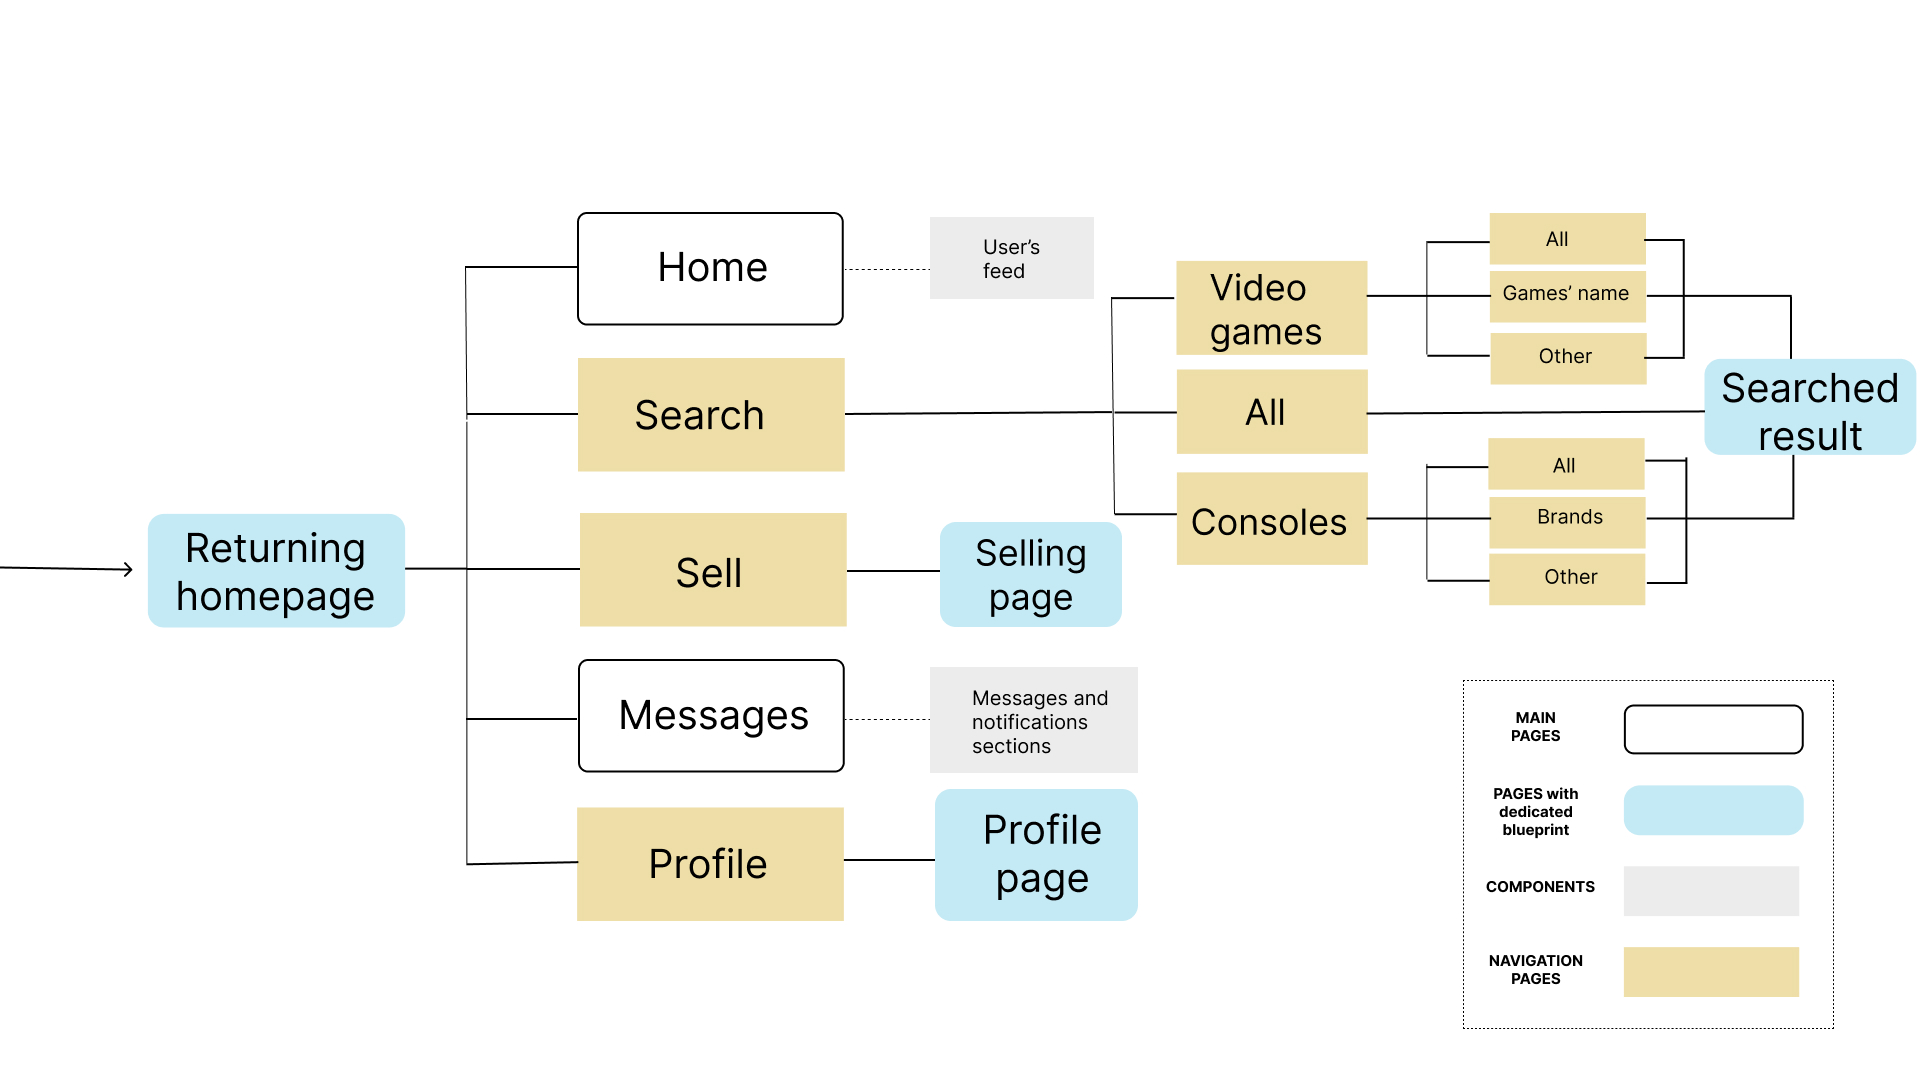 Returning
homepage
Home
Search
Sell
Messages
Profile
User’s
feed
Selling
page
Messages and
notifications
sections
Profile
page
Video
games
All
Consoles
All
Games’ name
Other
All
Brands
Other
Searched
result
MAIN
PAGES
PAGES with
dedicated
blueprint
COMPONENTS
NAVIGATION
PAGES